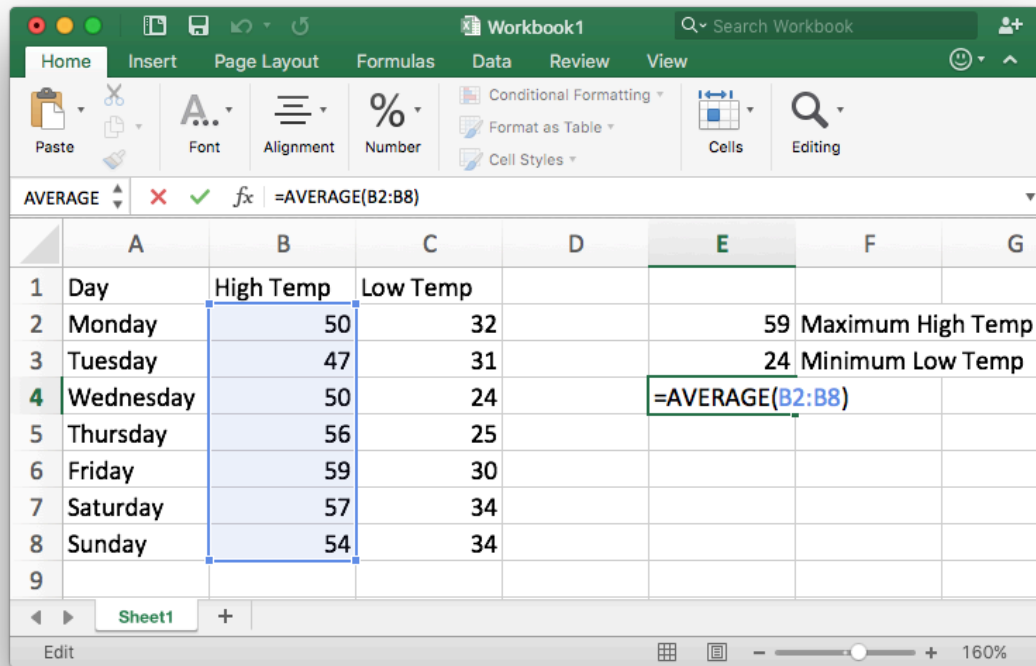 Workbook1
Search Workbook
Home Insert Page Layout Formulas Data Review View
Paste
A...
Font
Alignment
%
Number
Conditional Formatting
Format as Table
Cell Styles
Cells
Editing
AVERAGE fx =AVERAGE(B2:B8)
A B C D E F G
1 Day High Temp Low Temp
2 Monday 50 32 59 Maximum High Temp
3 Tuesday 47 31 24 Minimum Low Temp
4 Wednesday 50 24 =AVERAGE(B2:B8)
5 Thursday 56 25
6 Friday 59 30
7 Saturday 57 34
8 Sunday 54 34
9
Sheet1 +
Edit 160%